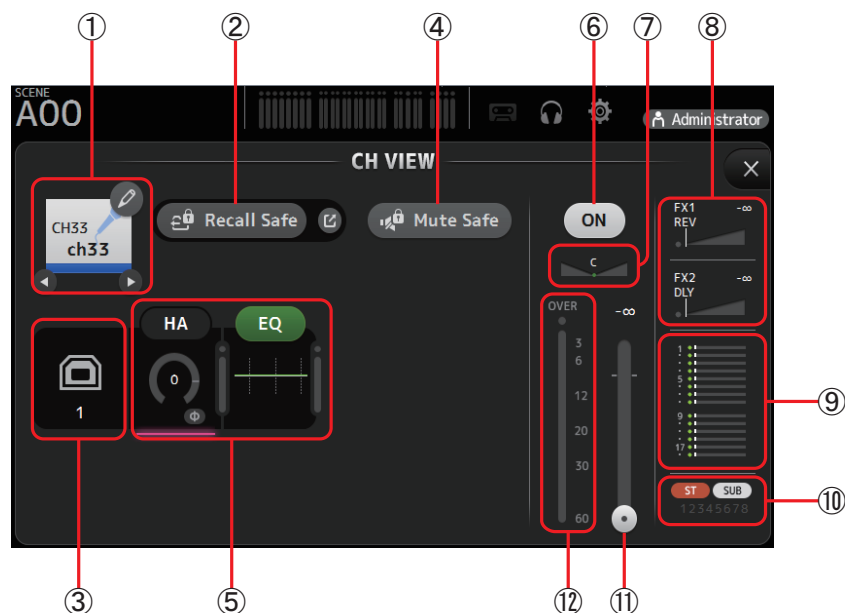 ① ② ④ ⑥ ⑦ ⑧
SCENE
A00
Administrator
CH VIEW
CH33
ch33
Recall Safe
Mute Safe
ON
C
FX1 -∞
REV
FX2 -∞
DLY
HA
EQ
0
Φ
1
OVER
-∞
3
6
12
20
30
60
1
5
9
17
⑨
ST SUB
12345678
⑩
③ ⑤ ⑫ ⑪